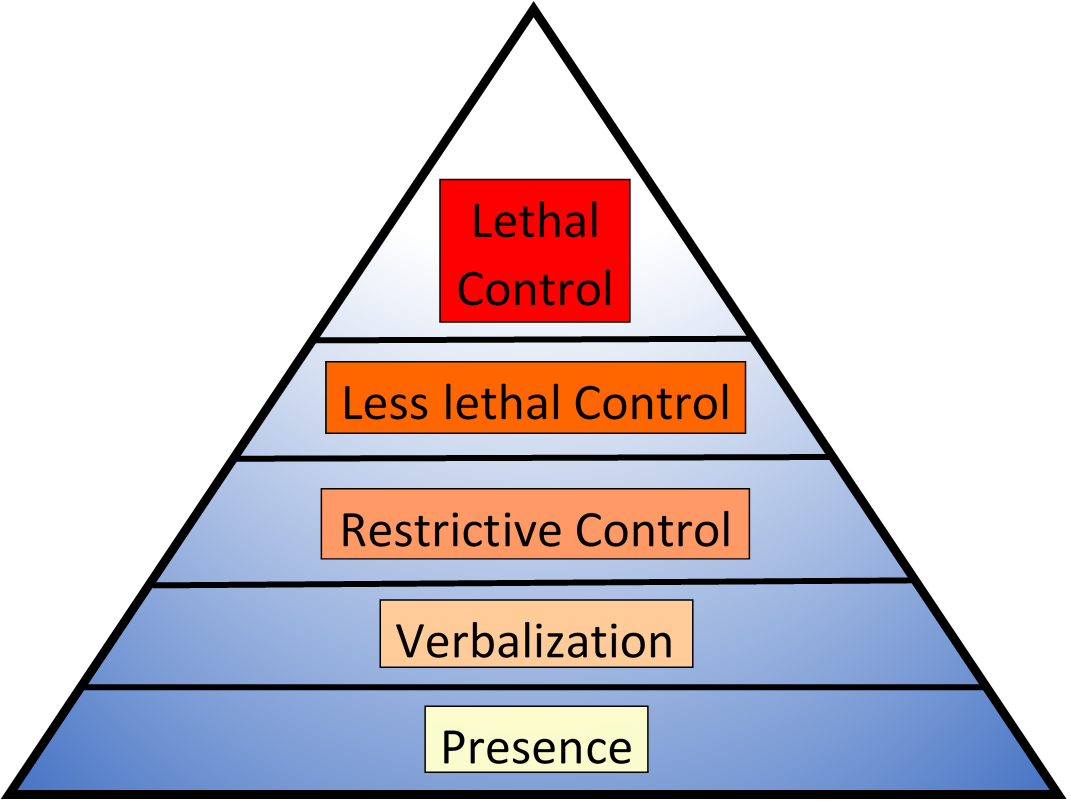 Lethal
Control
Less lethal Control
Restrictive Control
Verbalization
Presence